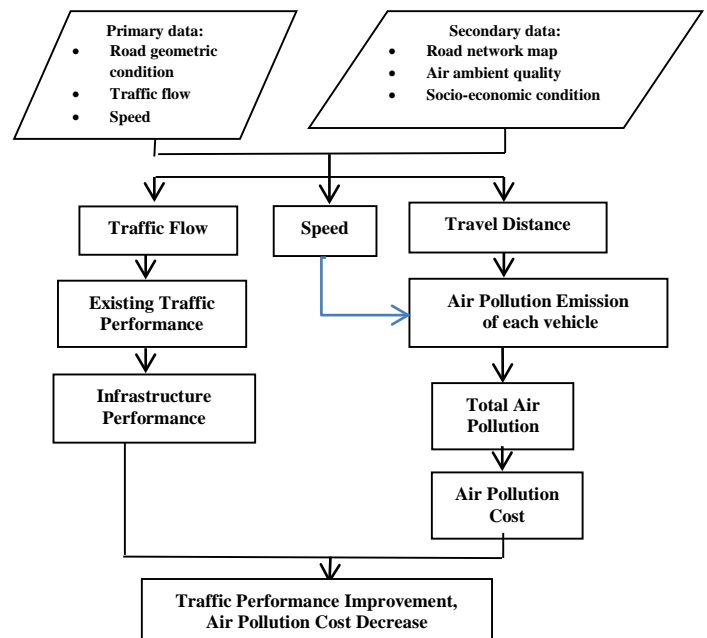 Primary data:
• Road geometric
condition
• Traffic flow
• Speed
Secondary data:
• Road network map
• Air ambient quality
• Socio-economic condition
Traffic Flow
Speed
Travel Distance
Existing Traffic
Performance
Air Pollution Emission
of each vehicle
Infrastructure
Performance
Total Air
Pollution
Air Pollution
Cost
Traffic Performance Improvement,
Air Pollution Cost Decrease